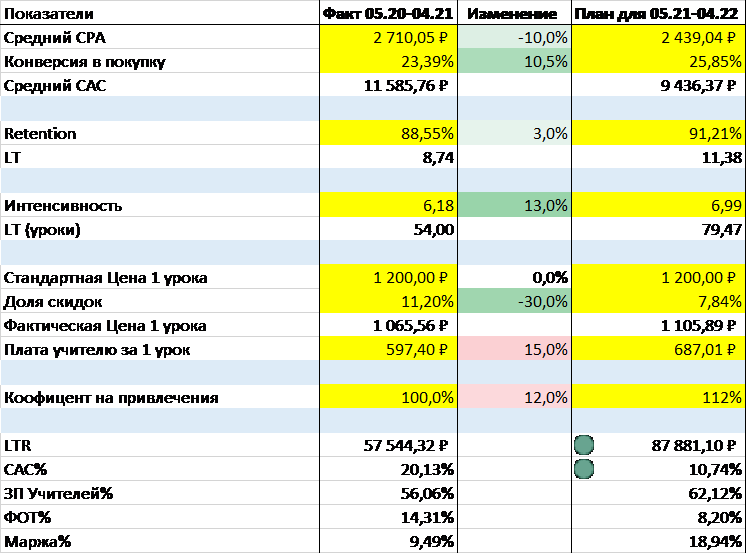 Показатели Факт 05.20-04.21 Изменение План для 05.21-04.22
Средний CPA 2 710,05 ₽ -10,0% 2 439,04 ₽
Конверсия в покупку 23,39% 10,5% 25,85%
Средний CAC 11 585,76 ₽ 9 436,37 ₽
Retention 88,55% 3,0% 91,21%
LT 8,74 11,38
Интенсивность 6,18 13,0% 6,99
LT (уроки) 54,00 79,47
Стандартная Цена 1 урока 1 200,00 ₽ 0,0% 1 200,00 ₽
Доля скидок 11,20% -30,0% 7,84%
Фактическая Цена 1 урока 1 065,56 ₽ 1 105,89 ₽
Плата учителю за 1 урок 597,40 ₽ 15,0% 687,01 ₽
Коофицент на привлечения 100,0% 12,0% 112%
LTR 57 544,32 ₽ 87 881,10 ₽
CAC% 20,13% 10,74%
ЗП Учителей% 56,06% 62,12%
ФОТ% 14,31% 8,20%
Маржа% 9,49% 18,94%